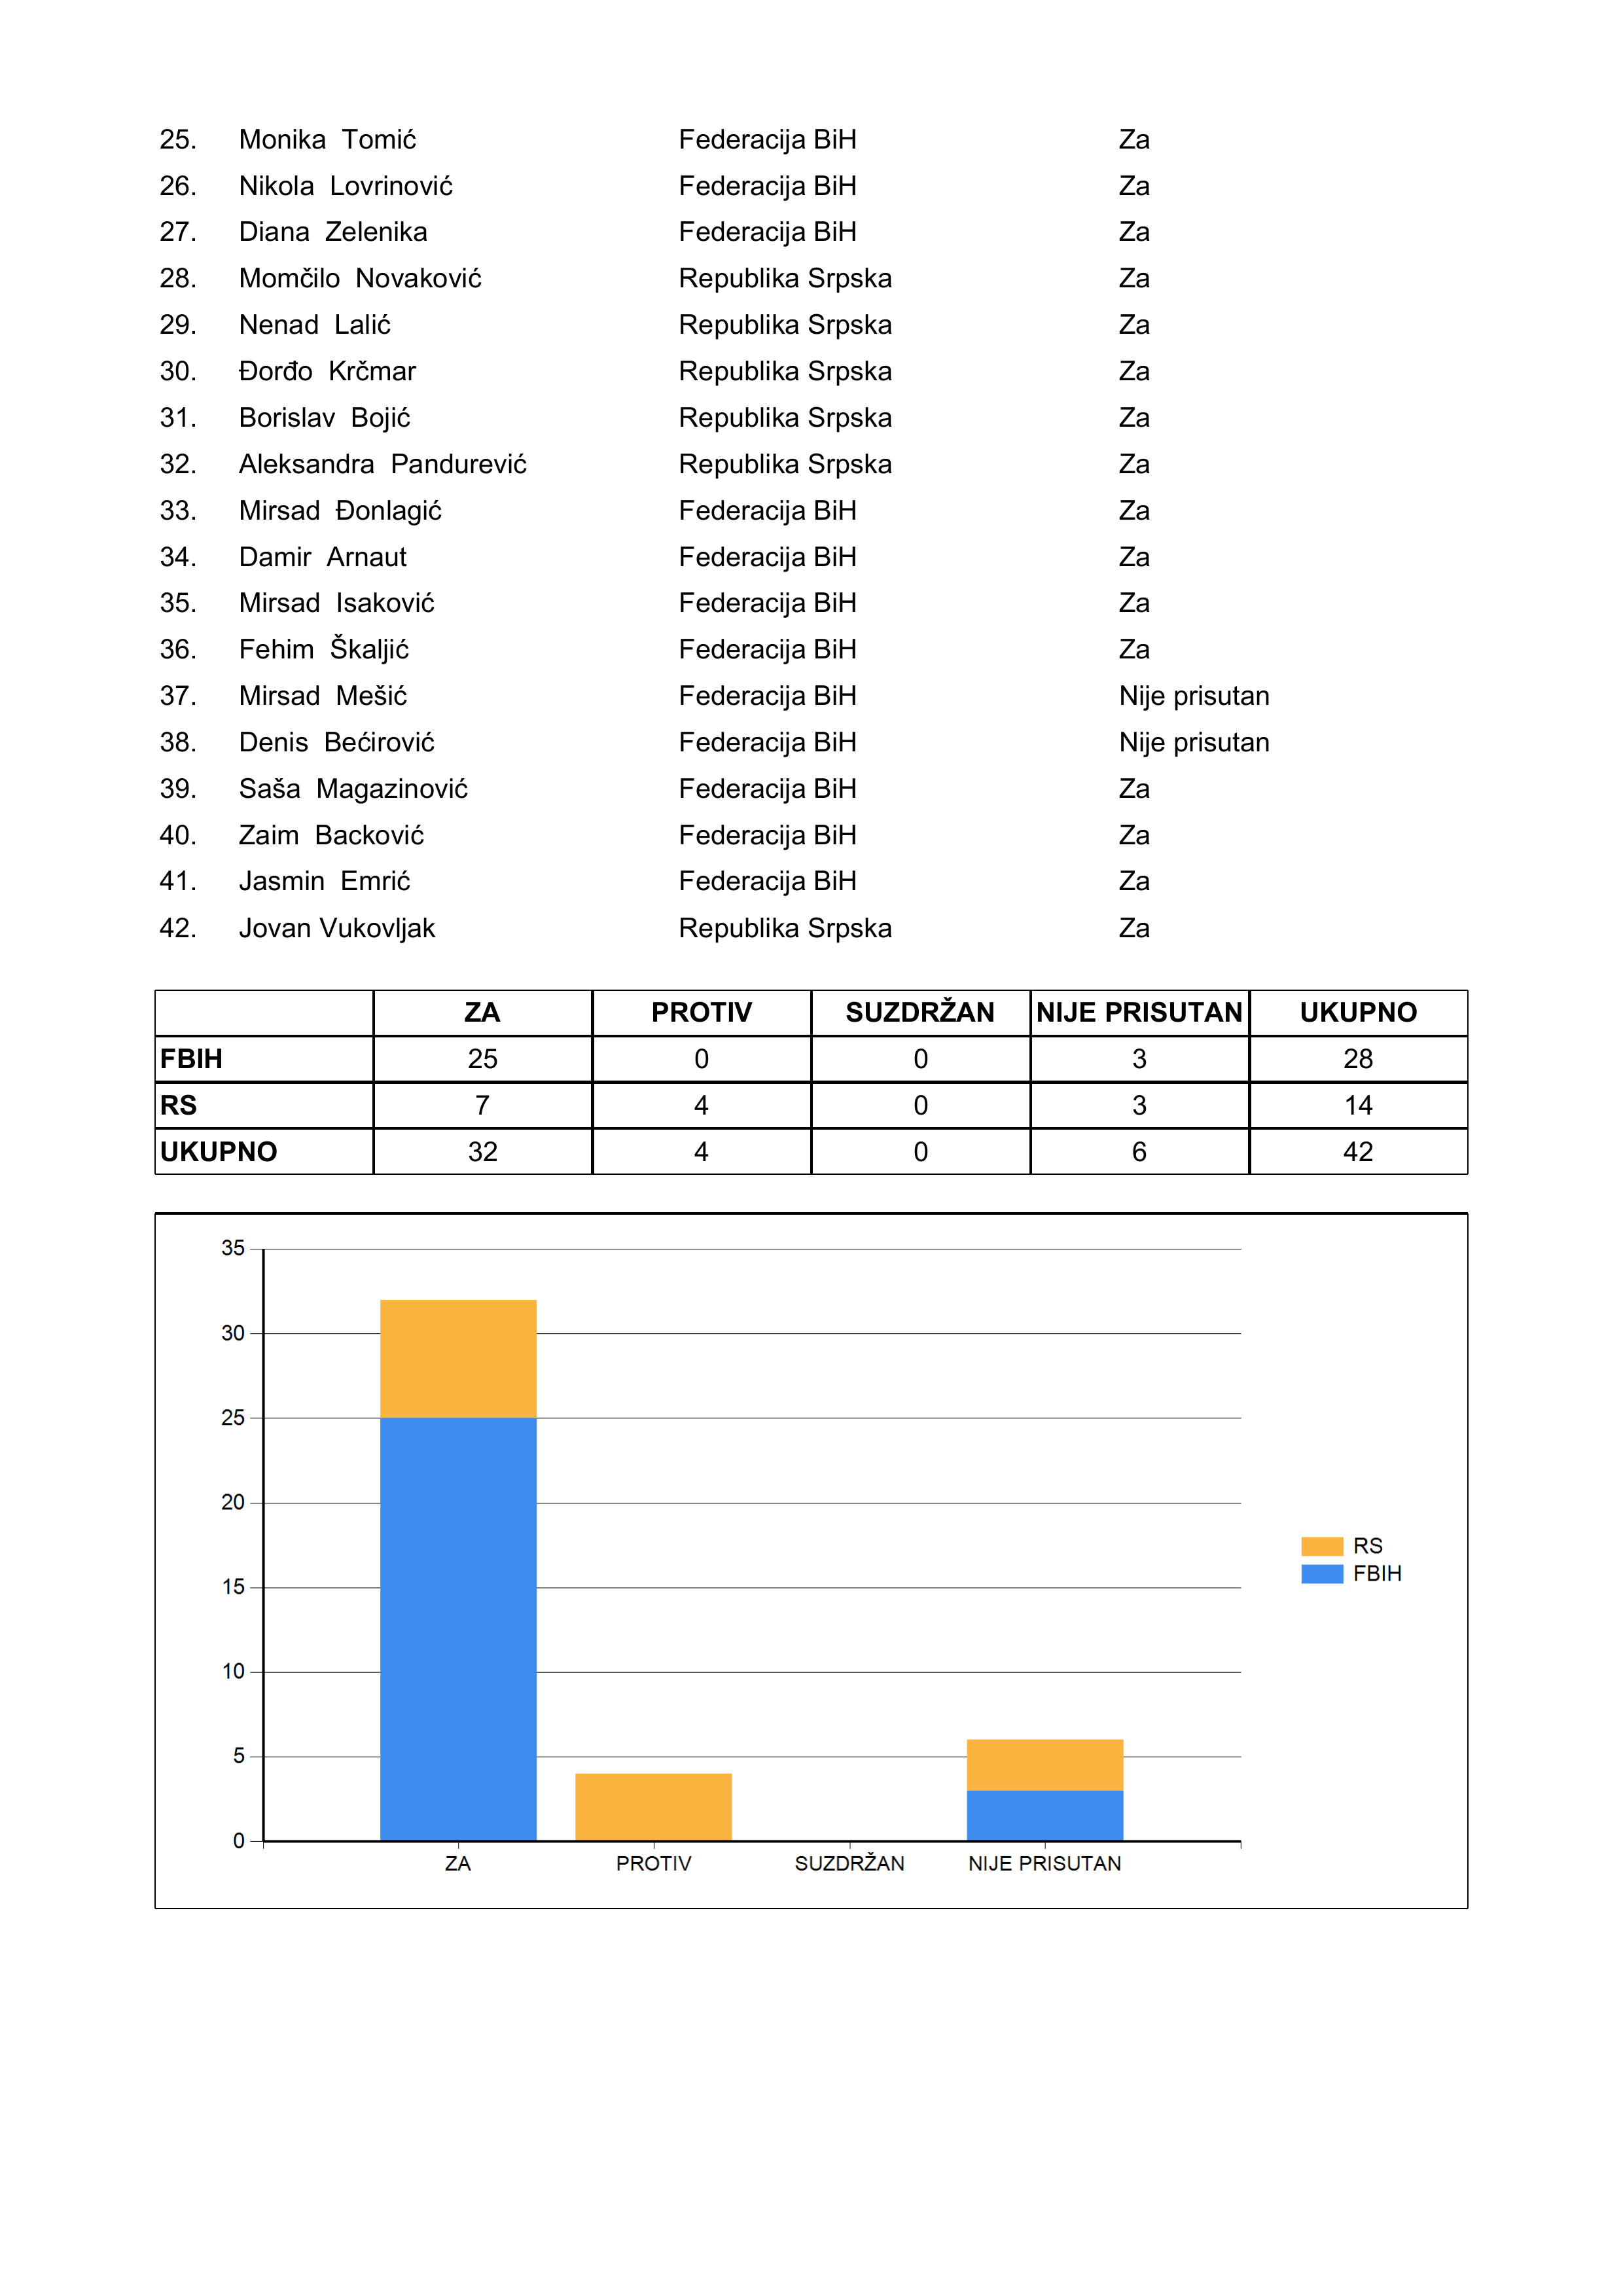 25. Monika Tomić Federacija BiH Za
26. Nikola Lovrinović Federacija BiH Za
27. Diana Zelenika Federacija BiH Za
28. Momčilo Novaković Republika Srpska Za
29. Nenad Lalić Republika Srpska Za
30. Đorđo Krčmar Republika Srpska Za
31. Borislav Bojić Republika Srpska Za
32. Aleksandra Pandurević Republika Srpska Za
33. Mirsad Đonlagić Federacija BiH Za
34. Damir Arnaut Federacija BiH Za
35. Mirsad Isaković Federacija BiH Za
36. Fehim Škaljić Federacija BiH Za
37. Mirsad Mešić Federacija BiH Nije prisutan
38. Denis Bećirović Federacija BiH Nije prisutan
39. Saša Magazinović Federacija BiH Za
40. Zaim Backović Federacija BiH Za
41. Jasmin Emrić Federacija BiH Za
42. Jovan Vukovljak Republika Srpska Za
ZA PROTIV SUZDRŽAN NIJE PRISUTAN UKUPNO
FBIH 25 0 0 3 28
RS 7 4 0 3 14
UKUPNO 32 4 0 6 42
35
30
25
20
15
10
5
0
ZA PROTIV SUZDRŽAN NIJE PRISUTAN
RS
FBIH